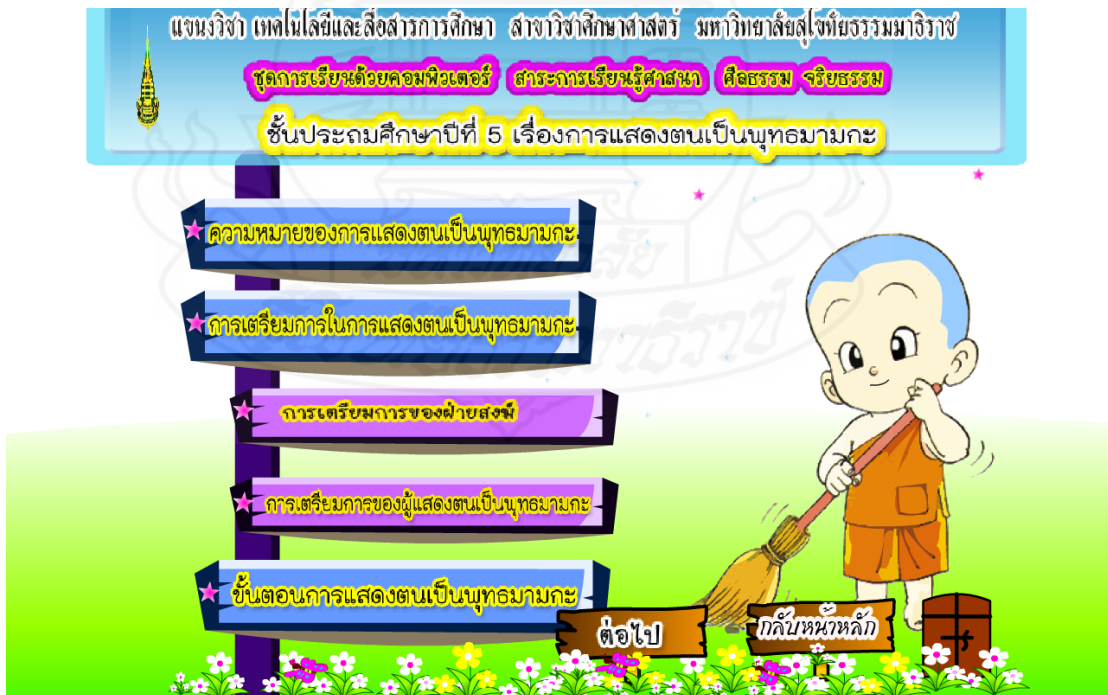 แขนงวิชา เทคโนโลยีและสื่อสารการศึกษา สาขาวิชาศึกษาศาสตร์ มหาวิทยาลัยสุโขทัยธรรมมาธิราช
ชุดการเรียนด้วยคอมพิวเตอร์ สาระการเรียนรู้ศาสนา ศีลธรรม จริยธรรม
ชั้นประถมศึกษาปีที่ 5 เรื่องการแสดงตนเป็นพุทธมามกะ
ความหมายของการแสดงตนเป็นพุทธมามกะ
การเตรียมการในการแสดงตนเป็นพุทธมามกะ
การเตรียมการของฝ่ายสงฆ์
การเตรียมการของผู้แสดงตนเป็นพุทธมามกะ
ขั้นตอนการแสดงตนเป็นพุทธมามกะ
ต่อไป
กลับหน้าหลัก